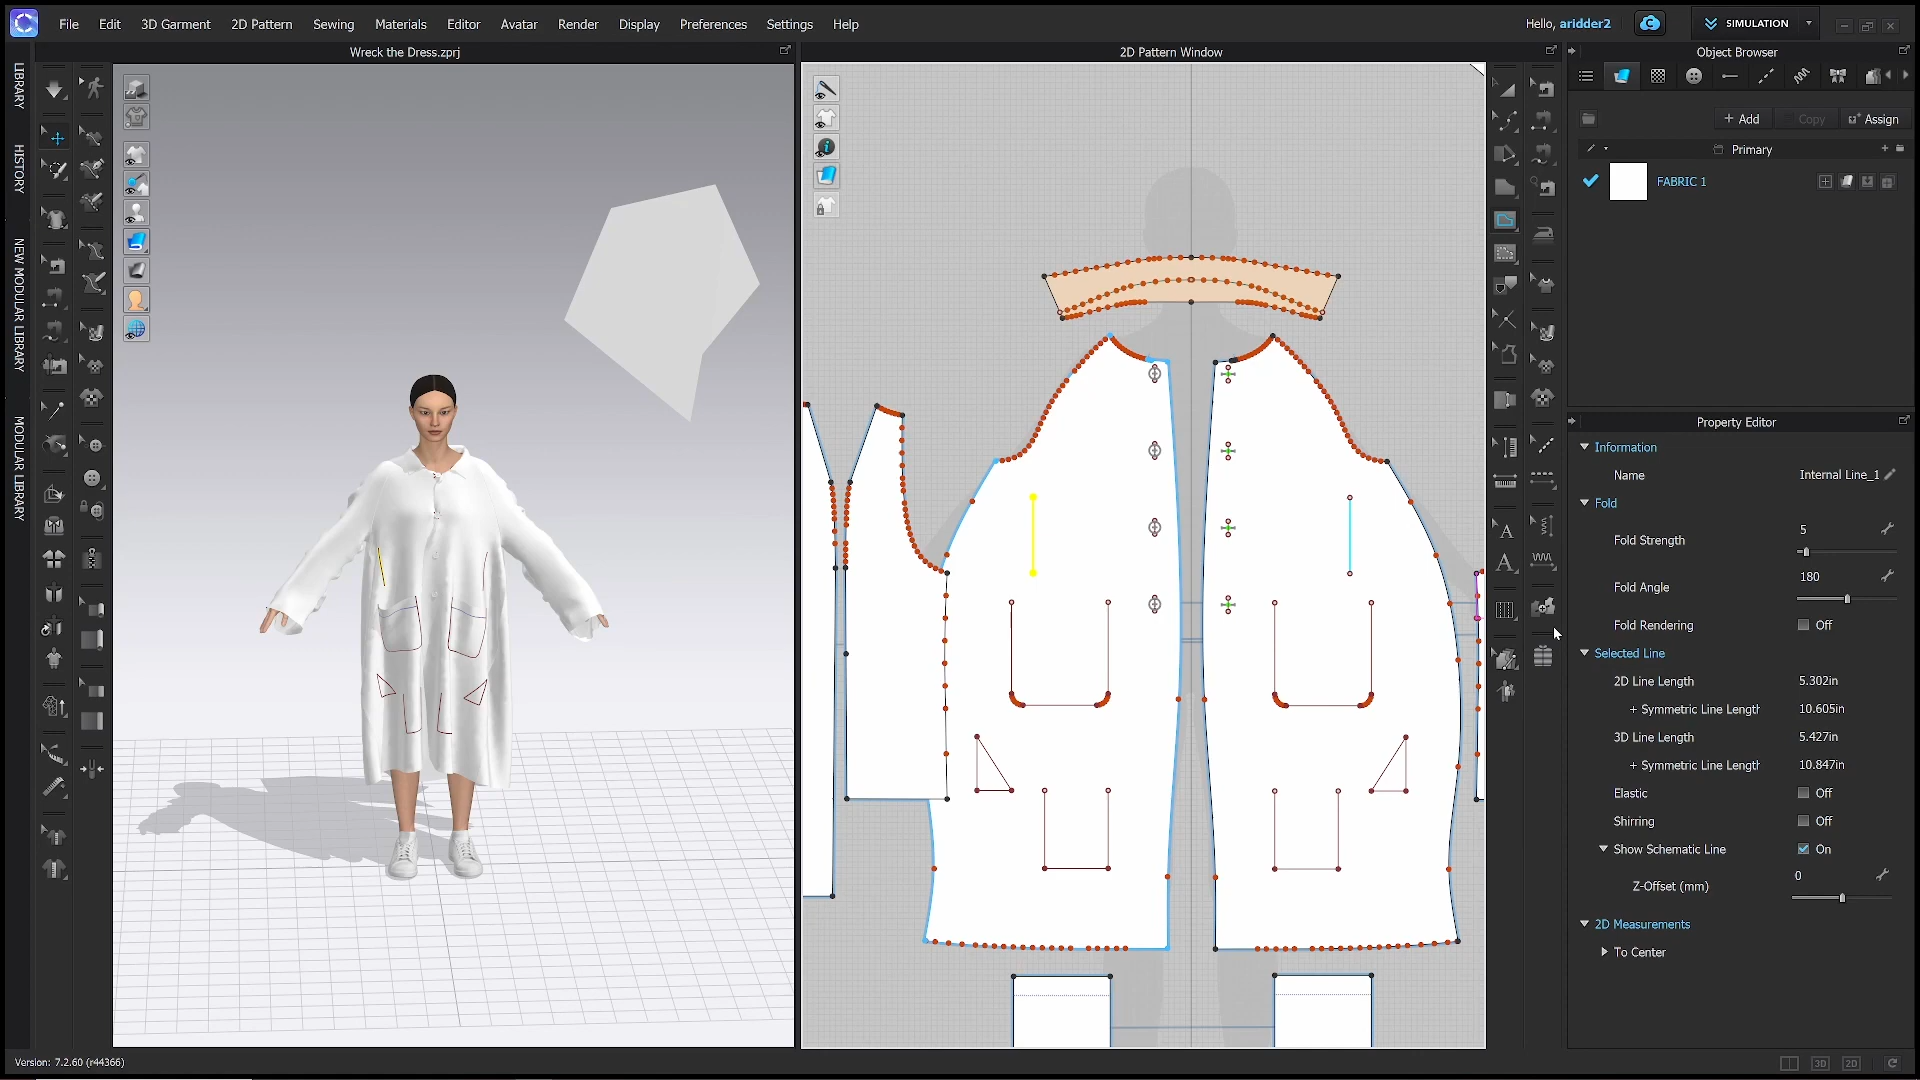 File Edit 3D Garment 2D Pattern Sewing Materials Editor Avatar Render Display Preferences Settings Help
Hello, aridder2
SIMULATION
Wreck the Dress.zprj
2D Pattern Window
Object Browser
LIBRARY
HISTORY
NEW MODULAR LIBRARY
MODULAR LIBRARY
+ Add Copy Assign
Primary
FABRIC 1
A
A
Property Editor
Information
Name Internal Line_1
Fold
Fold Strength 5
Fold Angle 180
Fold Rendering Off
Selected Line
2D Line Length 5.302in
+ Symmetric Line Length 10.605in
3D Line Length 5.427in
+ Symmetric Line Length 10.847in
Elastic Off
Shirring Off
Show Schematic Line On
Z-Offset (mm) 0
2D Measurements
To Center
Version: 7.2.60 (r44366)
3D 2D